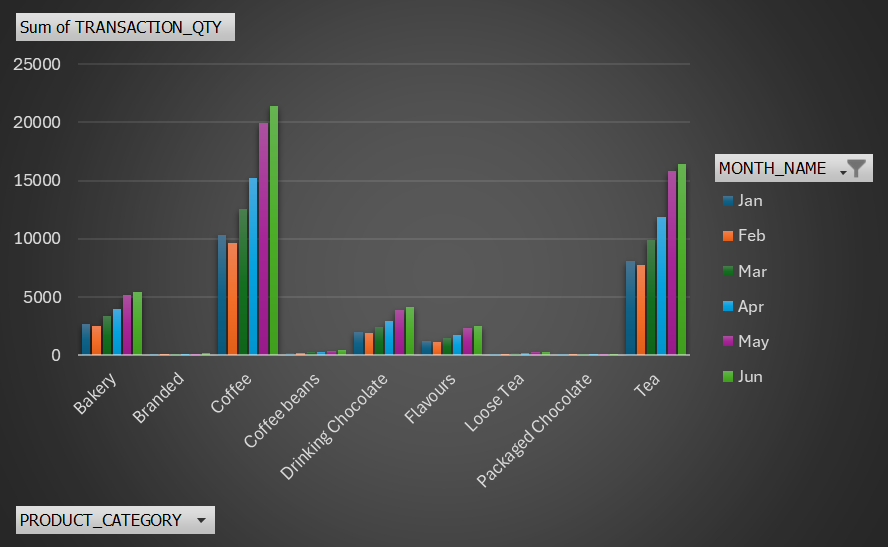 Sum of TRANSACTION_QTY
25000
20000
15000
10000
5000
0
Bakery
Branded
Coffee
Coffee beans
Drinking Chocolate
Flavours
Loose Tea
Packaged Chocolate
Tea
MONTH_NAME
Jan
Feb
Mar
Apr
May
Jun
PRODUCT_CATEGORY